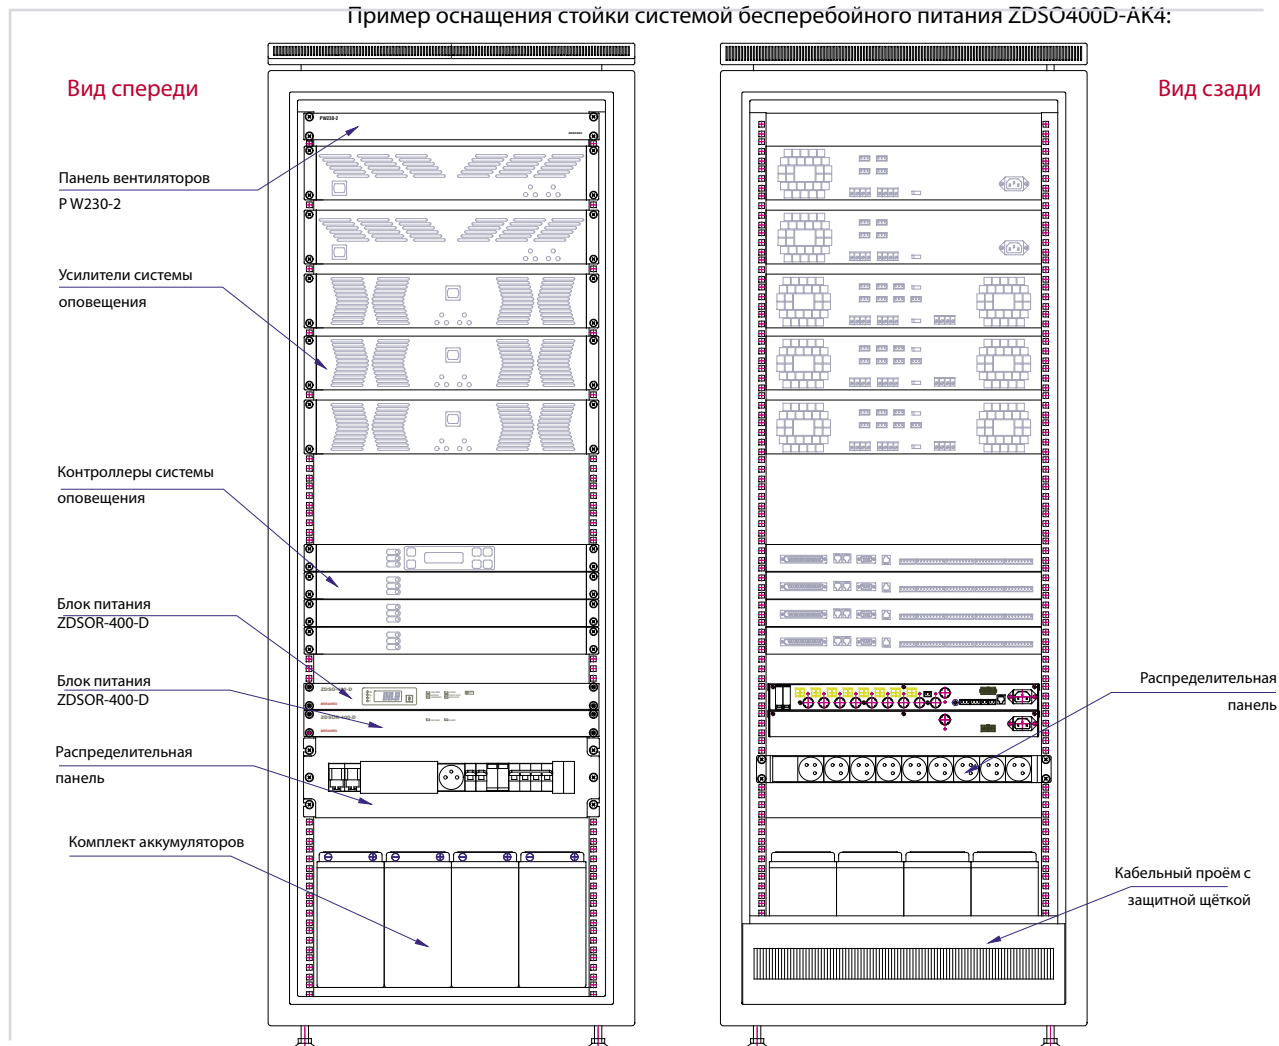 Пример оснащения стойки системой бесперебойного питания ZDSO400D-AK4:
Вид спереди
Вид сзади
PW230-2
Панель вентиляторов
P W230-2
Усилители системы
оповещения
Контроллеры системы
оповещения
Блок питания
ZDSOR-400-D
Блок питания
ZDSOR-400-D
ZDSOR-400-D
Распределительная
панель
Комплект аккумуляторов
Распределительная
панель
Кабельный проём с
защитной щёткой